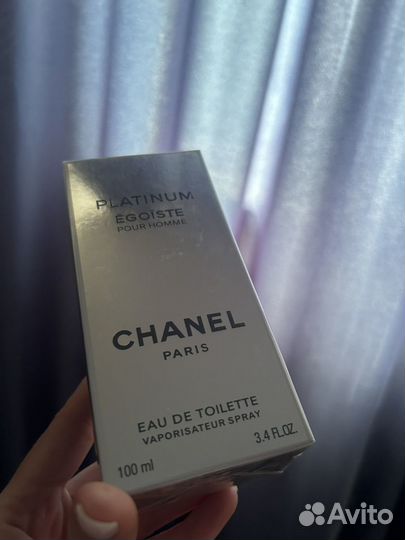 PLATINUM
ÉGOÏSTE
POUR HOMME
CHANEL
PARIS
EAU DE TOILETTE
VAPORISATEUR SPRAY
100 ml 3.4 FL.OZ.
Avito